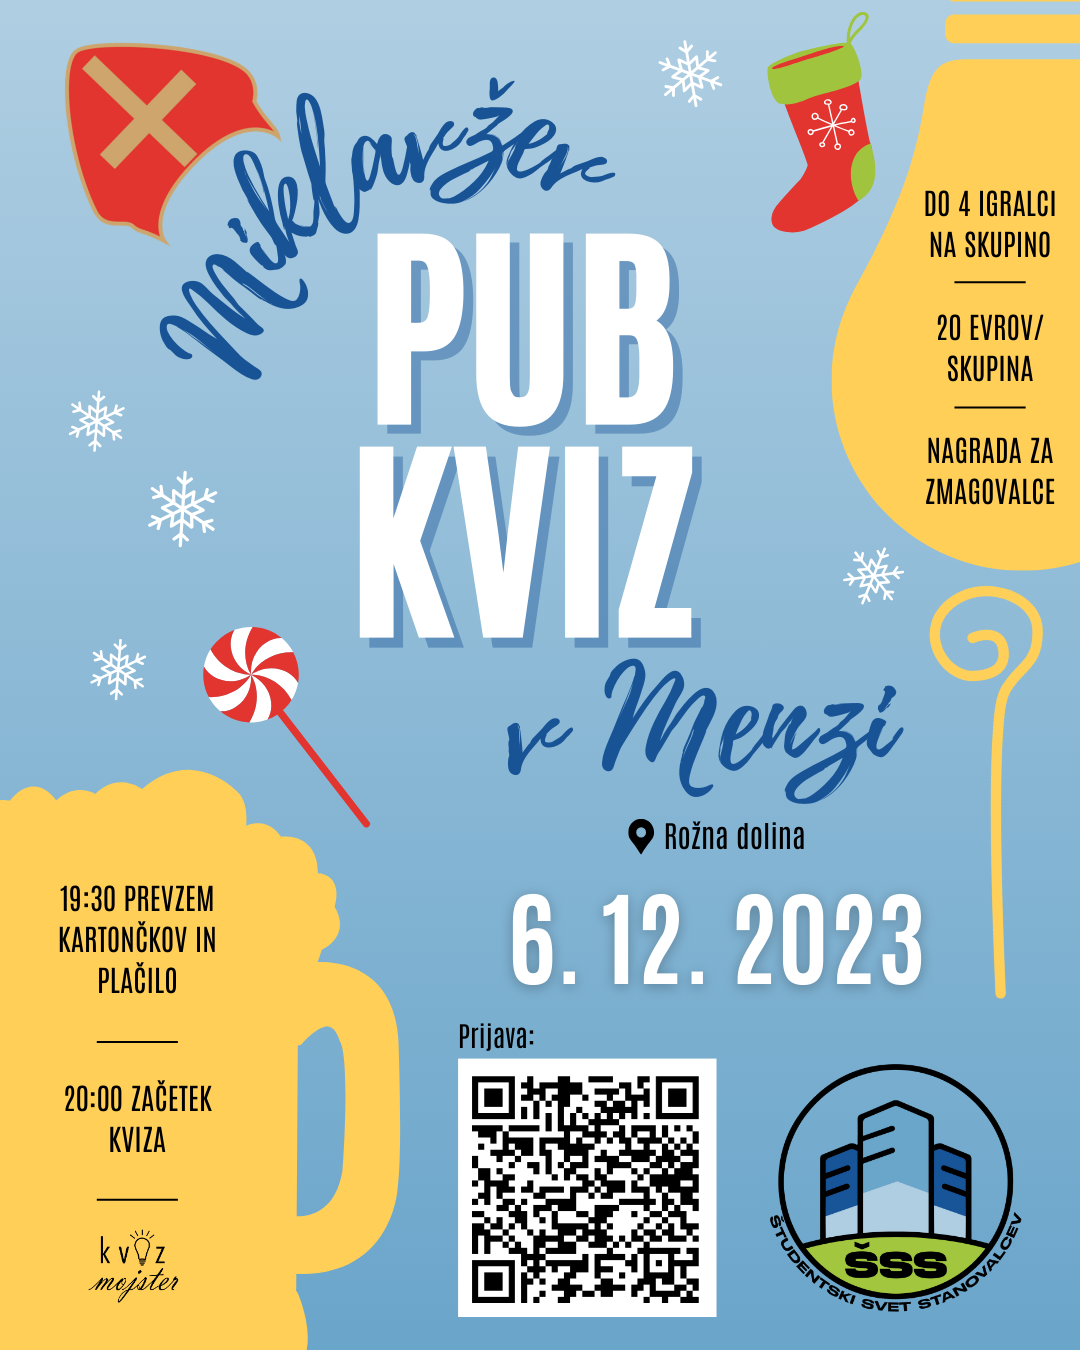 Miklavžev
PUB
KVIZ
v Menzi
Rožna dolina
6. 12. 2023
Prijava:
DO 4 IGRALCI
NA SKUPINO
20 EVROV/
SKUPINA
NAGRADA ZA
ZMAGOVALCE
19:30 PREVZEM
KARTONČKOV IN
PLAČILO
20:00 ZAČETEK
KVIZA
kviz
mojster
ŠSS
ŠTUDENTSKI SVET STANOVALCEV